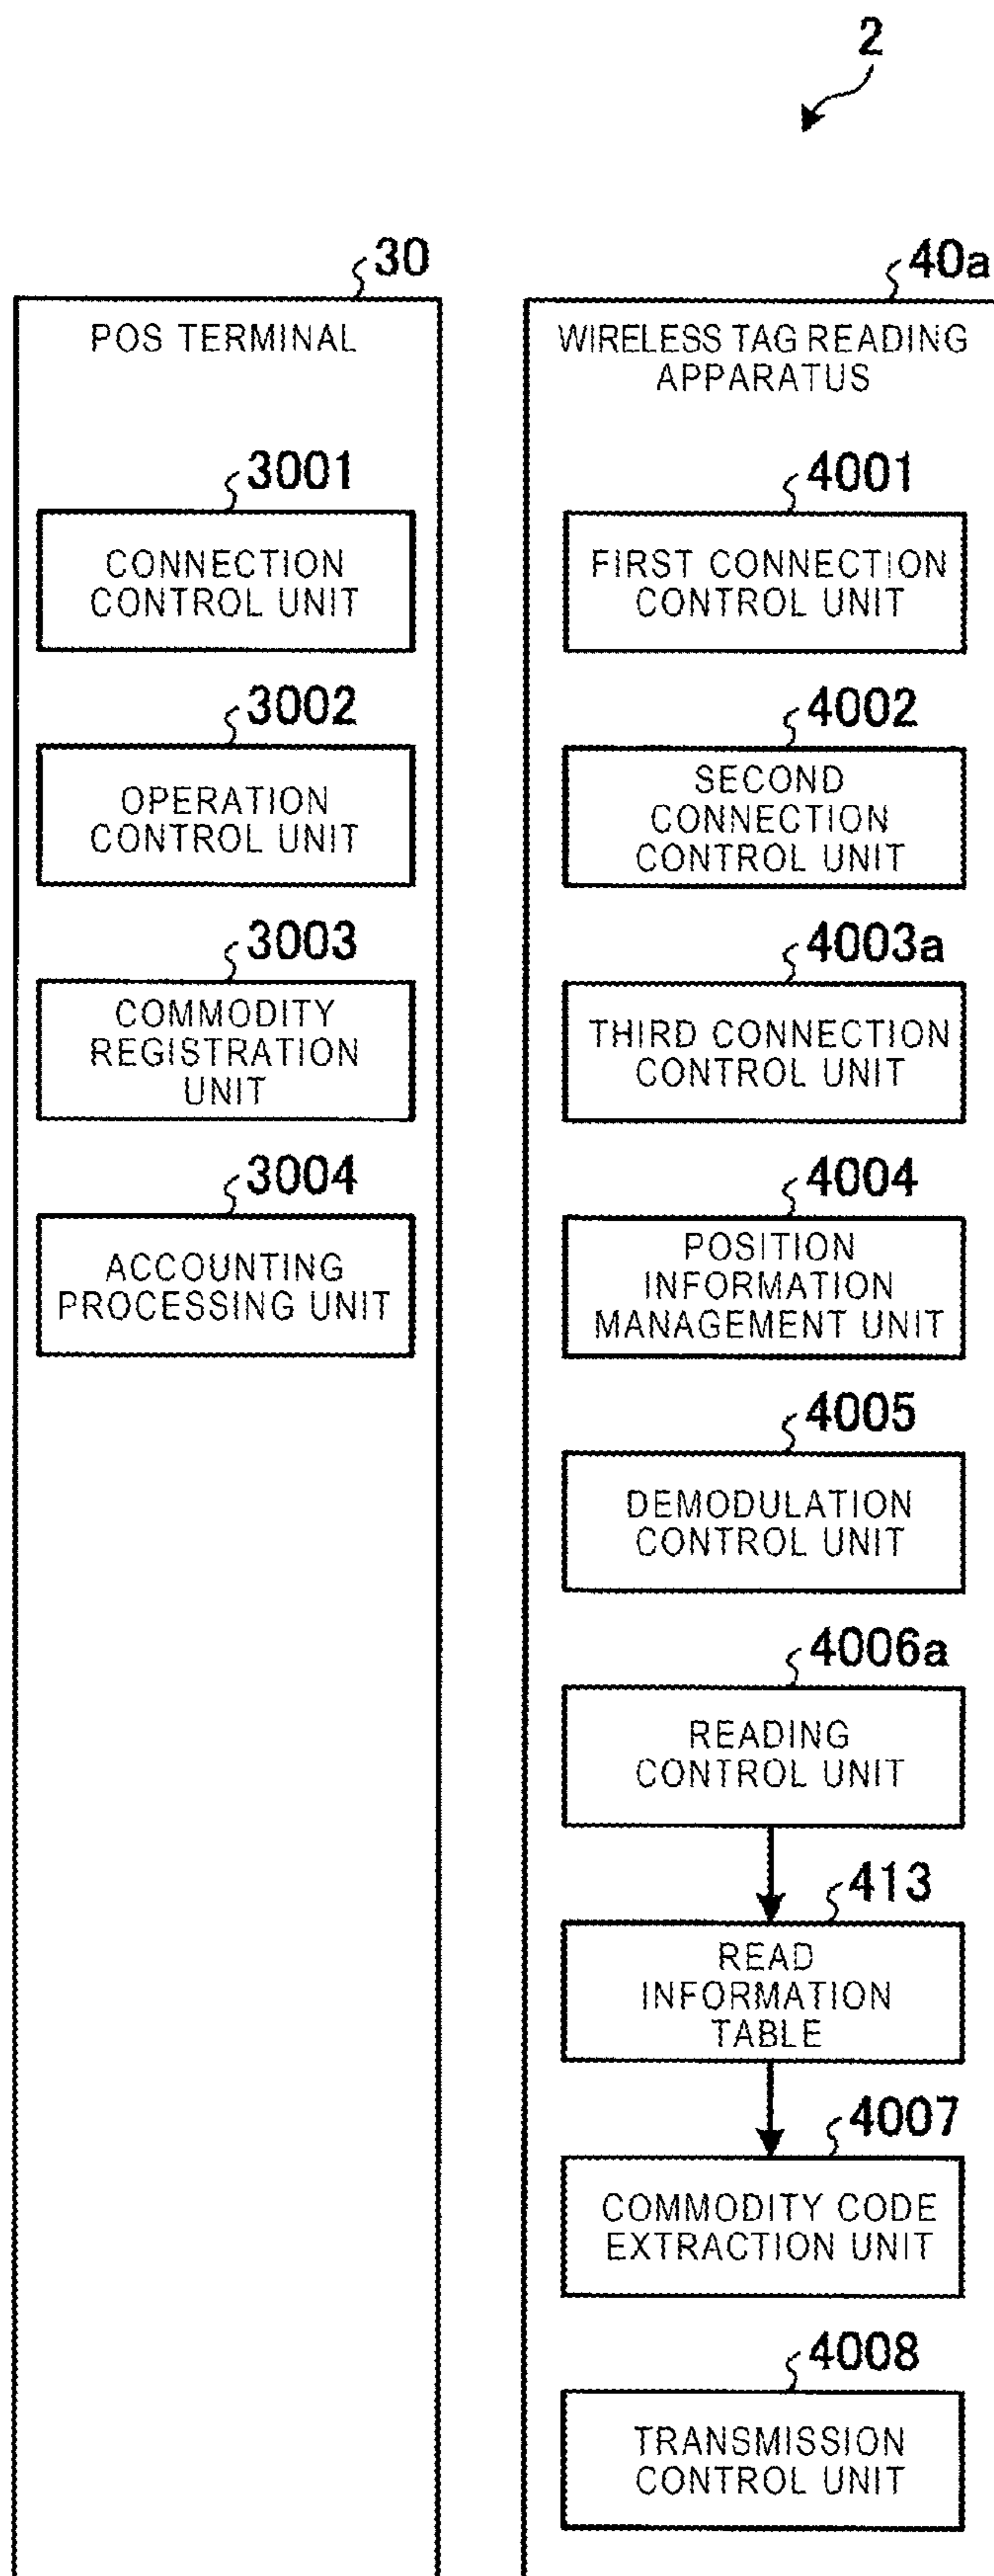 2
30
POS TERMINAL
3001
CONNECTION
CONTROL UNIT
3002
OPERATION
CONTROL UNIT
3003
COMMODITY
REGISTRATION
UNIT
3004
ACCOUNTING
PROCESSING UNIT
40a
WIRELESS TAG READING
APPARATUS
4001
FIRST CONNECTION
CONTROL UNIT
4002
SECOND
CONNECTION
CONTROL UNIT
4003a
THIRD CONNECTION
CONTROL UNIT
4004
POSITION
INFORMATION
MANAGEMENT UNIT
4005
DEMODULATION
CONTROL UNIT
4006a
READING
CONTROL UNIT
413
READ
INFORMATION
TABLE
4007
COMMODITY CODE
EXTRACTION UNIT
4008
TRANSMISSION
CONTROL UNIT